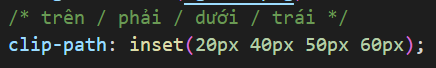 /* trên / phải / dưới / trái */
clip-path: inset(20px 40px 50px 60px);